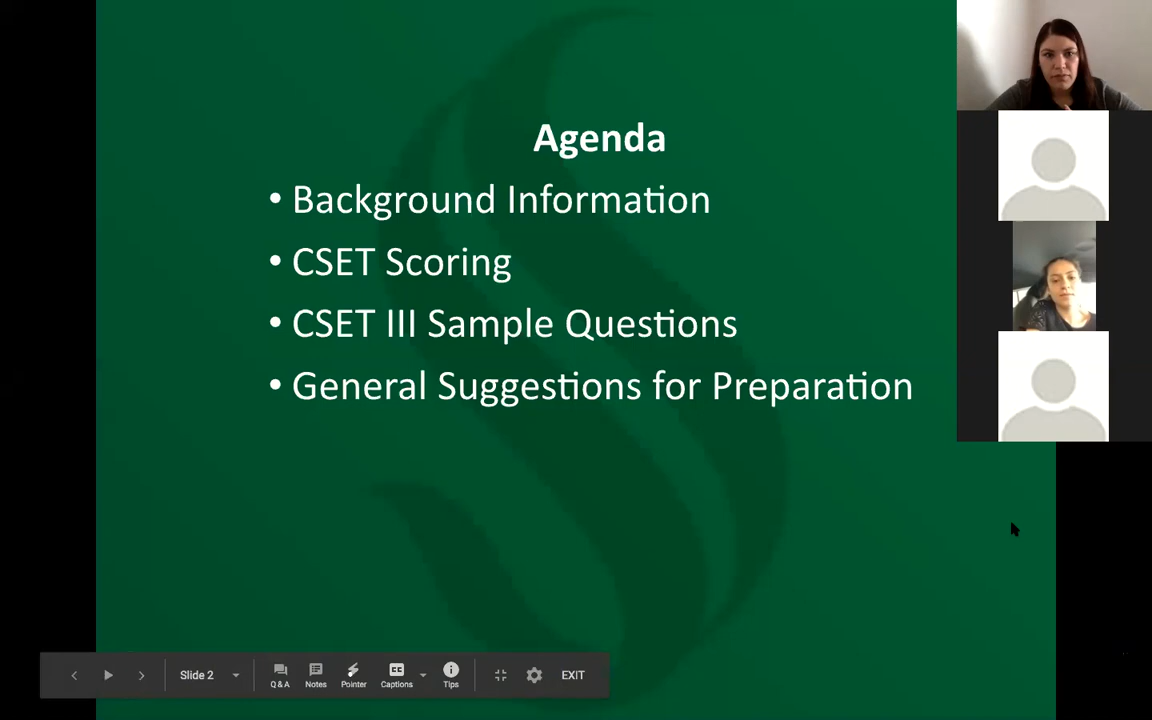 Agenda
• Background Information
• CSET Scoring
• CSET III Sample Questions
• General Suggestions for Preparation
Slide 2
Q & A
Notes
Pointer
CC
Captions
Tips
EXIT